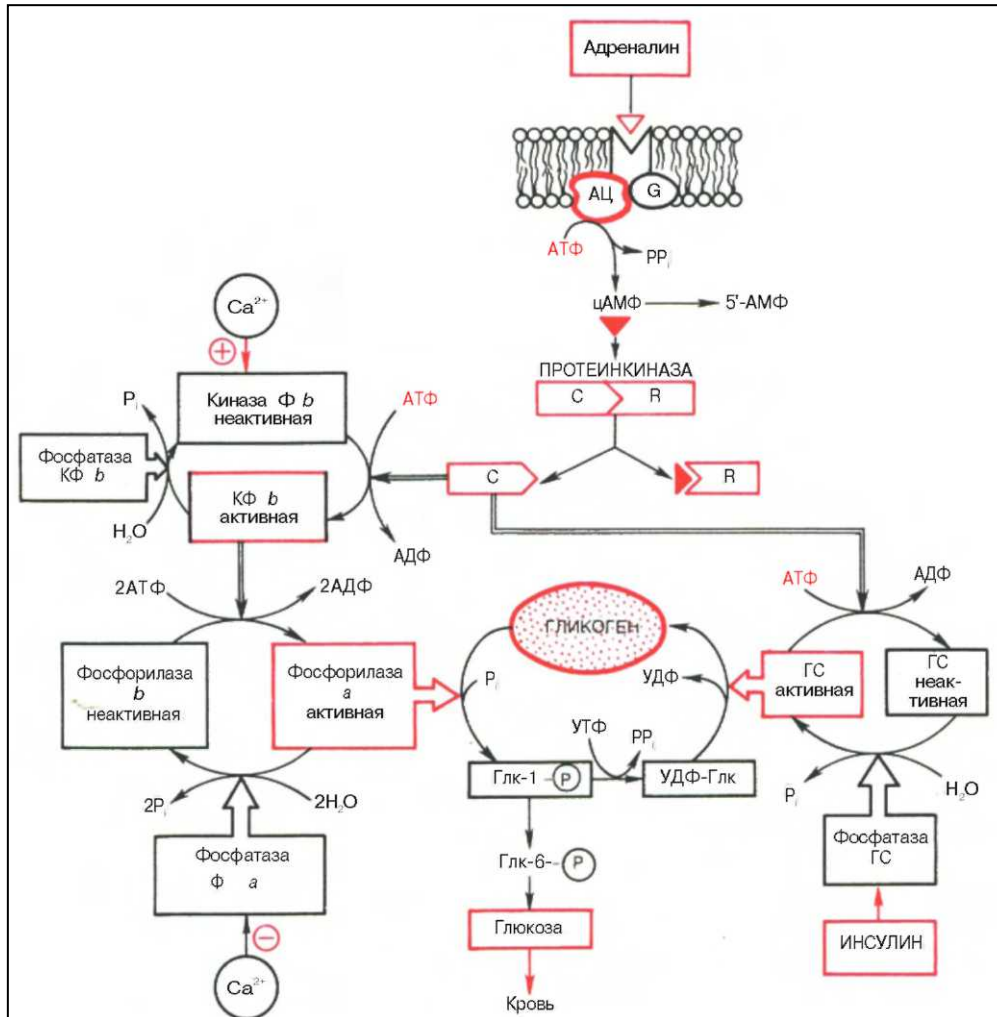 Адреналин
АЦ
G
АТФ
PPi
цАМФ
5'-АМФ
Ca²⁺
+
ПРОТЕИНКИНАЗА
C
R
Pi
Киназа Ф b
неактивная
АТФ
Фосфатаза
КФ b
КФ b
активная
C
R
H₂O
АДФ
2АТФ
2АДФ
АТФ
АДФ
ГЛИКОГЕН
Фосфорилаза
b
неактивная
Фосфорилаза
a
активная
Pi
УДФ
ГС
активная
ГС
неак-
тивная
УТФ
PPi
Глк-1-P
УДФ-Глк
2Pi
2H₂O
Pi
H₂O
Фосфатаза
Ф a
Глк-6-P
Фосфатаза
ГС
−
Глюкоза
ИНСУЛИН
Ca²⁺
Кровь